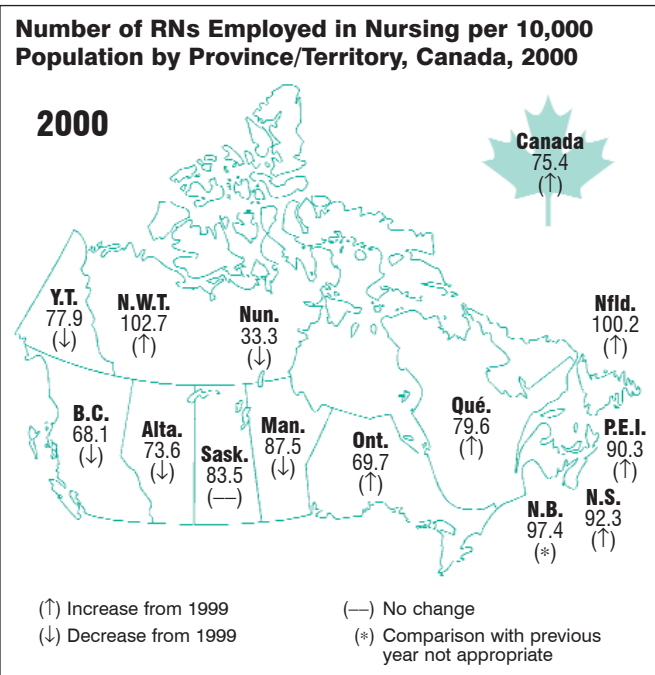 Number of RNs Employed in Nursing per 10,000
Population by Province/Territory, Canada, 2000
2000
Canada
75.4
(↑)
Y.T.
77.9
(↓)
N.W.T.
102.7
(↑)
Nun.
33.3
(↓)
Nfld.
100.2
(↑)
B.C.
68.1
(↓)
Alta.
73.6
(↓)
Sask.
83.5
(––)
Man.
87.5
(↓)
Ont.
69.7
(↑)
Qué.
79.6
(↑)
P.E.I.
90.3
(↑)
N.B.
97.4
(*)
N.S.
92.3
(↑)
(↑) Increase from 1999
(↓) Decrease from 1999
(––) No change
(*) Comparison with previous
year not appropriate